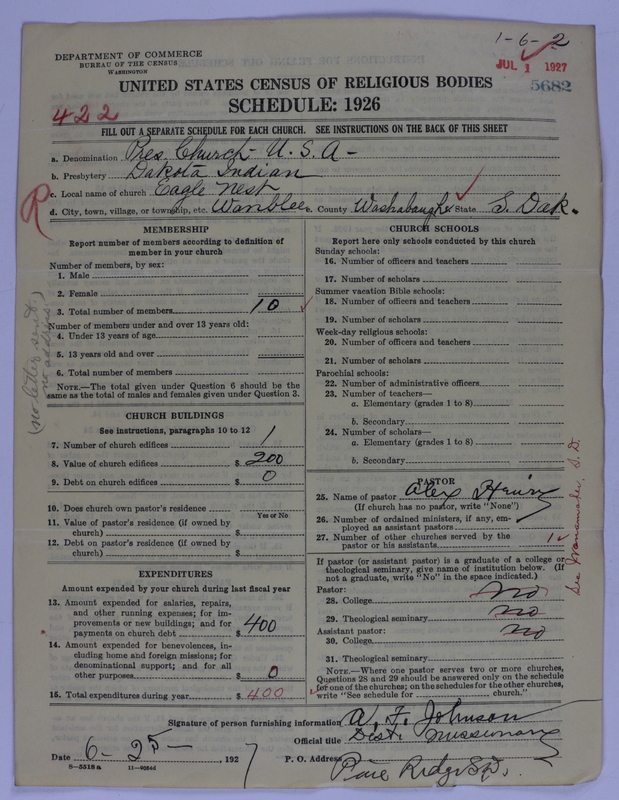 1-6-2
DEPARTMENT OF COMMERCE
BUREAU OF THE CENSUS
WASHINGTON
JUL 1 1927
5682
UNITED STATES CENSUS OF RELIGIOUS BODIES
SCHEDULE: 1926
422
FILL OUT A SEPARATE SCHEDULE FOR EACH CHURCH. SEE INSTRUCTIONS ON THE BACK OF THIS SHEET
a. Denomination Pres. Church U.S.A.
b. Presbytery Dakota Indian
R
c. Local name of church Eagle Nest
d. City, town, village, or township, etc. Wanblee e. County Washabaugh State S. Dak.
MEMBERSHIP
Report number of members according to definition of
member in your church
Number of members, by sex:
1. Male
2. Female
3. Total number of members 10
Number of members under and over 13 years old:
4. Under 13 years of age
5. 13 years old and over
6. Total number of members
NOTE.—The total given under Question 6 should be the
same as the total of males and females given under Question 3.
(no letter sent
no address)
CHURCH BUILDINGS
See instructions, paragraphs 10 to 12
7. Number of church edifices 1
8. Value of church edifices $ 200
9. Debt on church edifices $ 0
10. Does church own pastor's residence
Yes or No
11. Value of pastor's residence (if owned by
church) $
12. Debt on pastor's residence (if owned by
church) $
EXPENDITURES
Amount expended by your church during last fiscal year
13. Amount expended for salaries, repairs,
and other running expenses; for im-
provements or new buildings; and for
payments on church debt $ 400
14. Amount expended for benevolences, in-
cluding home and foreign missions; for
denominational support; and for all
other purposes $ 0
15. Total expenditures during year $ 400
CHURCH SCHOOLS
Report here only schools conducted by this church
Sunday schools:
16. Number of officers and teachers
17. Number of scholars
Summer vacation Bible schools:
18. Number of officers and teachers
19. Number of scholars
Week-day religious schools:
20. Number of officers and teachers
21. Number of scholars
Parochial schools:
22. Number of administrative officers
23. Number of teachers—
a. Elementary (grades 1 to 8)
b. Secondary
24. Number of scholars—
a. Elementary (grades 1 to 8)
b. Secondary
PASTOR
25. Name of pastor Alex Henry
(If church has no pastor, write "None")
26. Number of ordained ministers, if any, em-
ployed as assistant pastors
27. Number of other churches served by the
pastor or his assistants 1
See Wanamaker, S.D.
If pastor (or assistant pastor) is a graduate of a college or
theological seminary, give name of institution below. (If
not a graduate, write "No" in the space indicated.)
Pastor:
28. College No
29. Theological seminary No
Assistant pastor:
30. College No
31. Theological seminary
NOTE.—Where one pastor serves two or more churches,
Questions 28 and 29 should be answered only on the schedule
for one of the churches; on the schedules for the other churches,
write "See schedule for church."
Signature of person furnishing information A. F. Johnson
Official title Dist. Missionary
Date 6-25- 1927
P. O. Address Pine Ridge S.D.
8—5518a 11—9664d